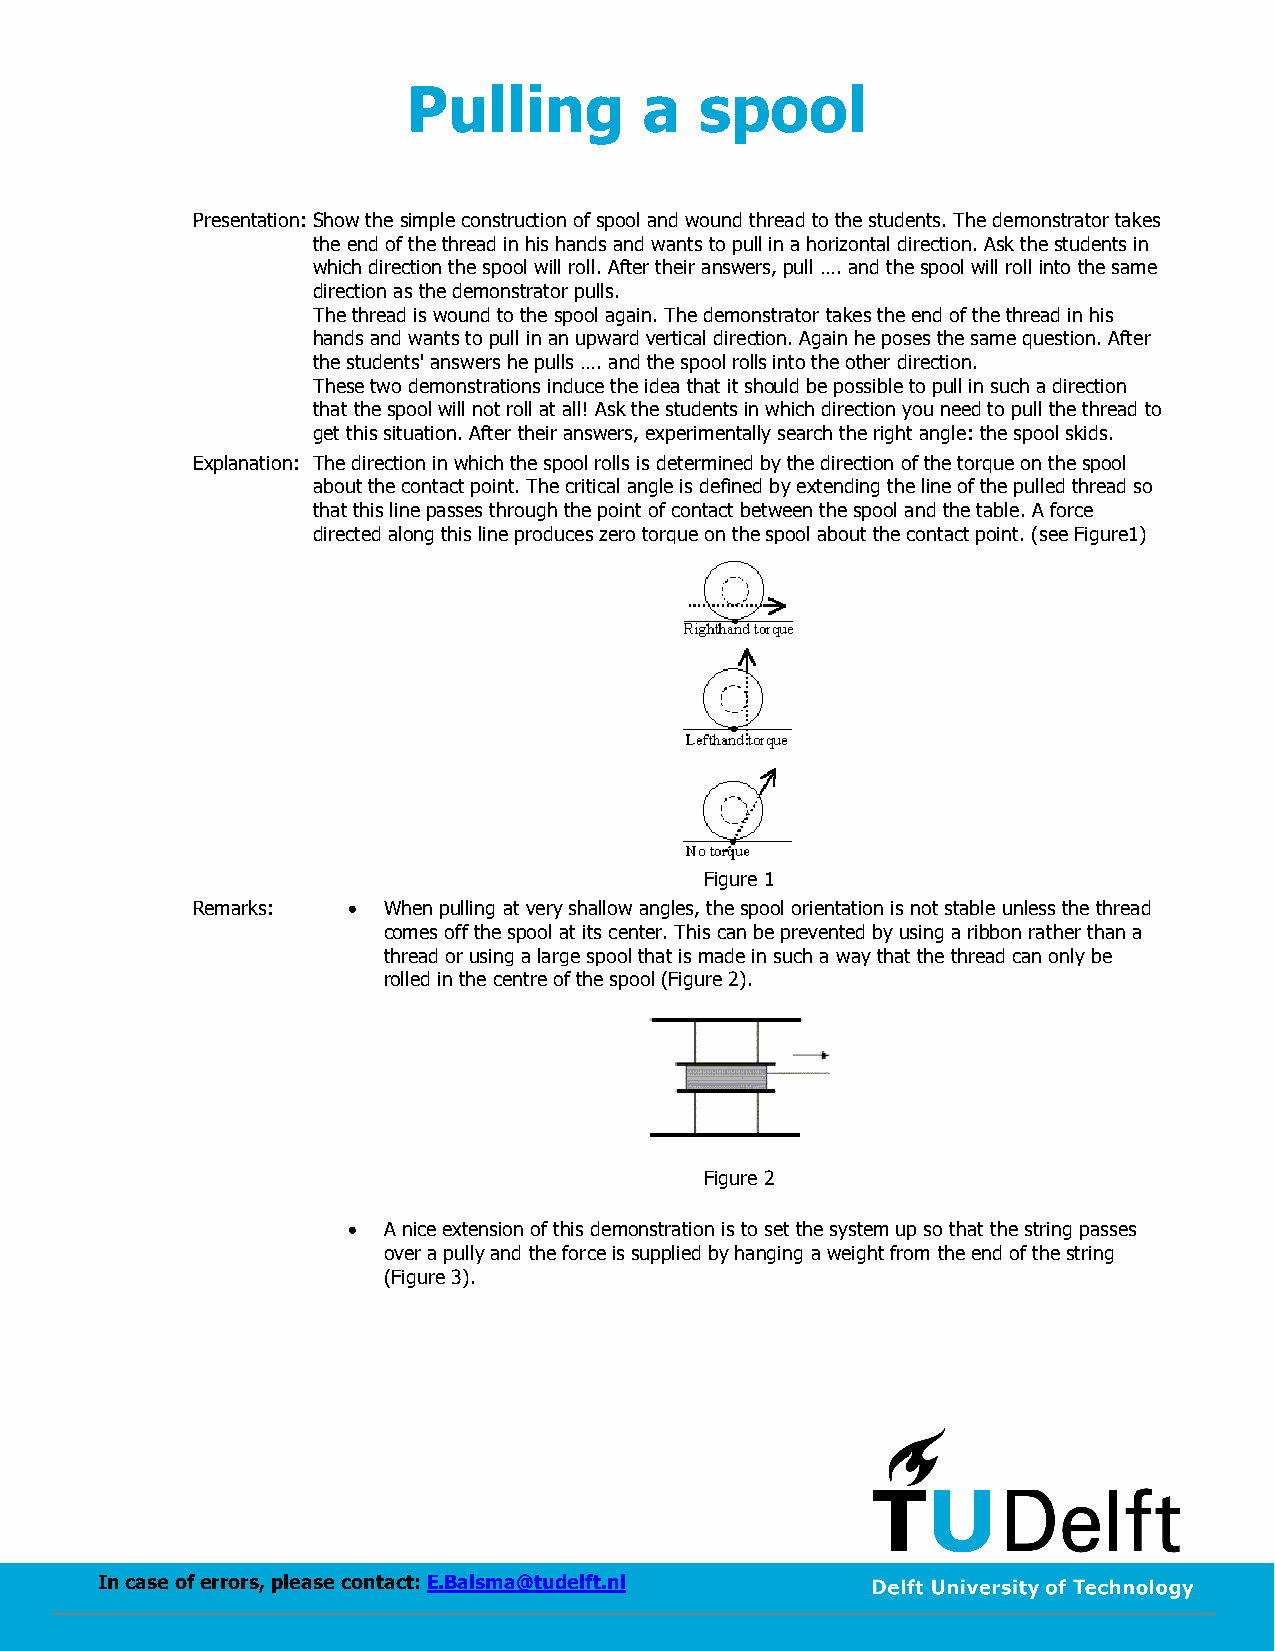 Pulling a spool
Presentation: Show the simple construction of spool and wound thread to the students. The demonstrator takes
the end of the thread in his hands and wants to pull in a horizontal direction. Ask the students in
which direction the spool will roll. After their answers, pull .... and the spool will roll into the same
direction as the demonstrator pulls.
The thread is wound to the spool again. The demonstrator takes the end of the thread in his
hands and wants to pull in an upward vertical direction. Again he poses the same question. After
the students' answers he pulls .... and the spool rolls into the other direction.
These two demonstrations induce the idea that it should be possible to pull in such a direction
that the spool will not roll at all! Ask the students in which direction you need to pull the thread to
get this situation. After their answers, experimentally search the right angle: the spool skids.
Explanation: The direction in which the spool rolls is determined by the direction of the torque on the spool
about the contact point. The critical angle is defined by extending the line of the pulled thread so
that this line passes through the point of contact between the spool and the table. A force
directed along this line produces zero torque on the spool about the contact point. (see Figure1)
Righthand torque
Lefthand torque
No torque
Figure 1
Remarks: • When pulling at very shallow angles, the spool orientation is not stable unless the thread
comes off the spool at its center. This can be prevented by using a ribbon rather than a
thread or using a large spool that is made in such a way that the thread can only be
rolled in the centre of the spool (Figure 2).
Figure 2
• A nice extension of this demonstration is to set the system up so that the string passes
over a pully and the force is supplied by hanging a weight from the end of the string
(Figure 3).
TU Delft
In case of errors, please contact: E.Balsma@tudelft.nl
Delft University of Technology